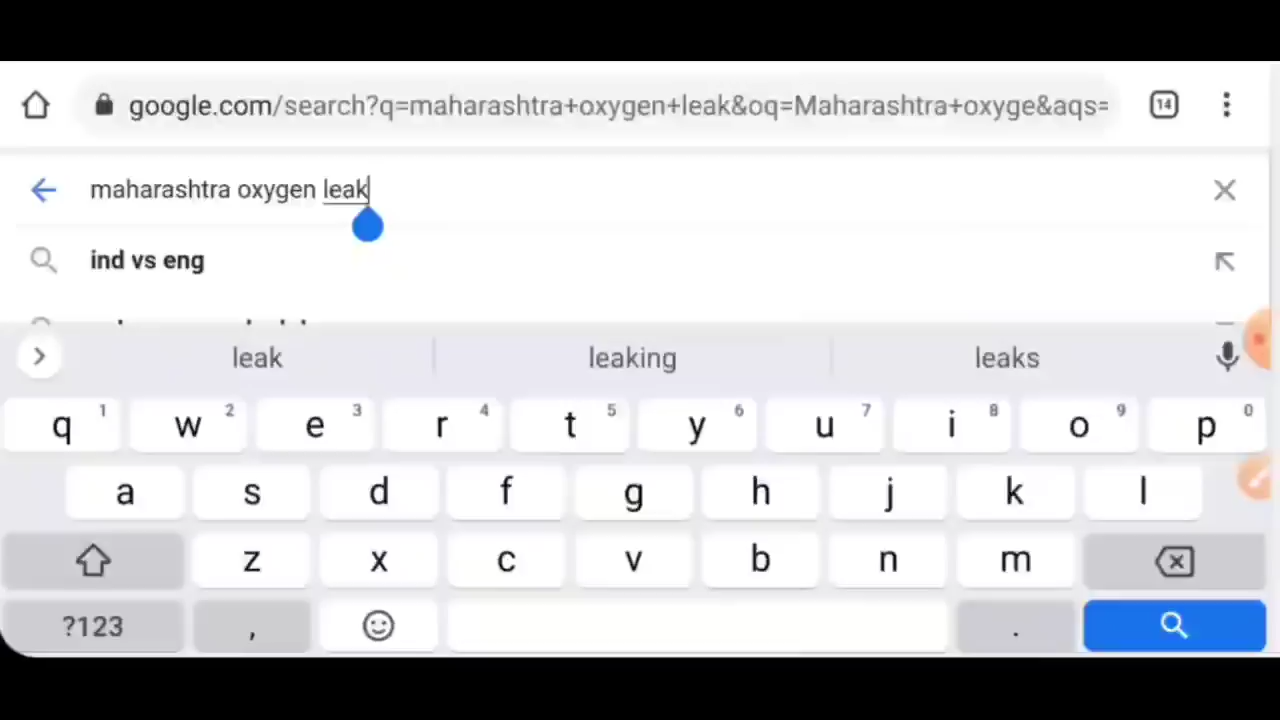 google.com/search?q=maharashtra+oxygen+leak&oq=Maharashtra+oxyge&aqs=
14
maharashtra oxygen leak
ind vs eng
leak leaking leaks
q 1 w 2 e 3 r 4 t 5 y 6 u 7 i 8 o 9 p 0
a s d f g h j k l
z x c v b n m
?123 , .